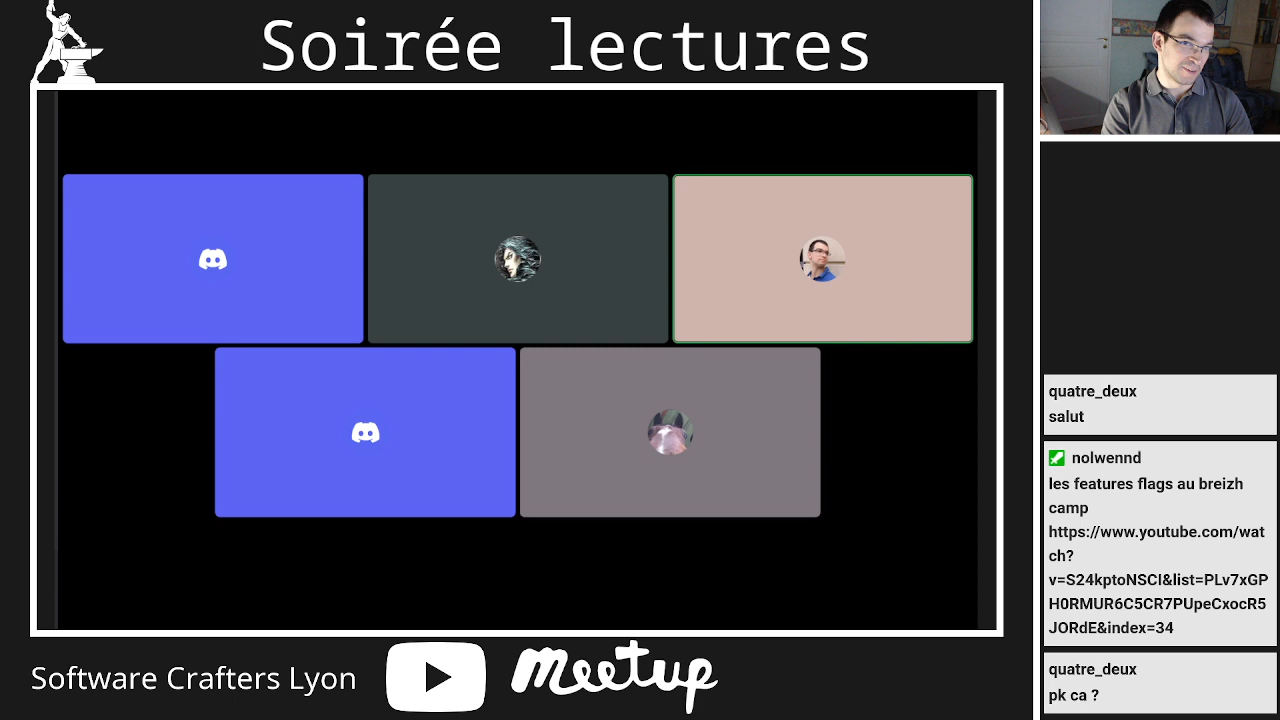 Soirée lectures
quatre_deux
salut
nolwennd
les features flags au breizh
camp
https://www.youtube.com/wat
ch?
v=S24kptoNSCI&list=PLv7xGP
H0RMUR6C5CR7PUpeCxocR5
JORdE&index=34
quatre_deux
pk ca ?
Software Crafters Lyon
Meetup